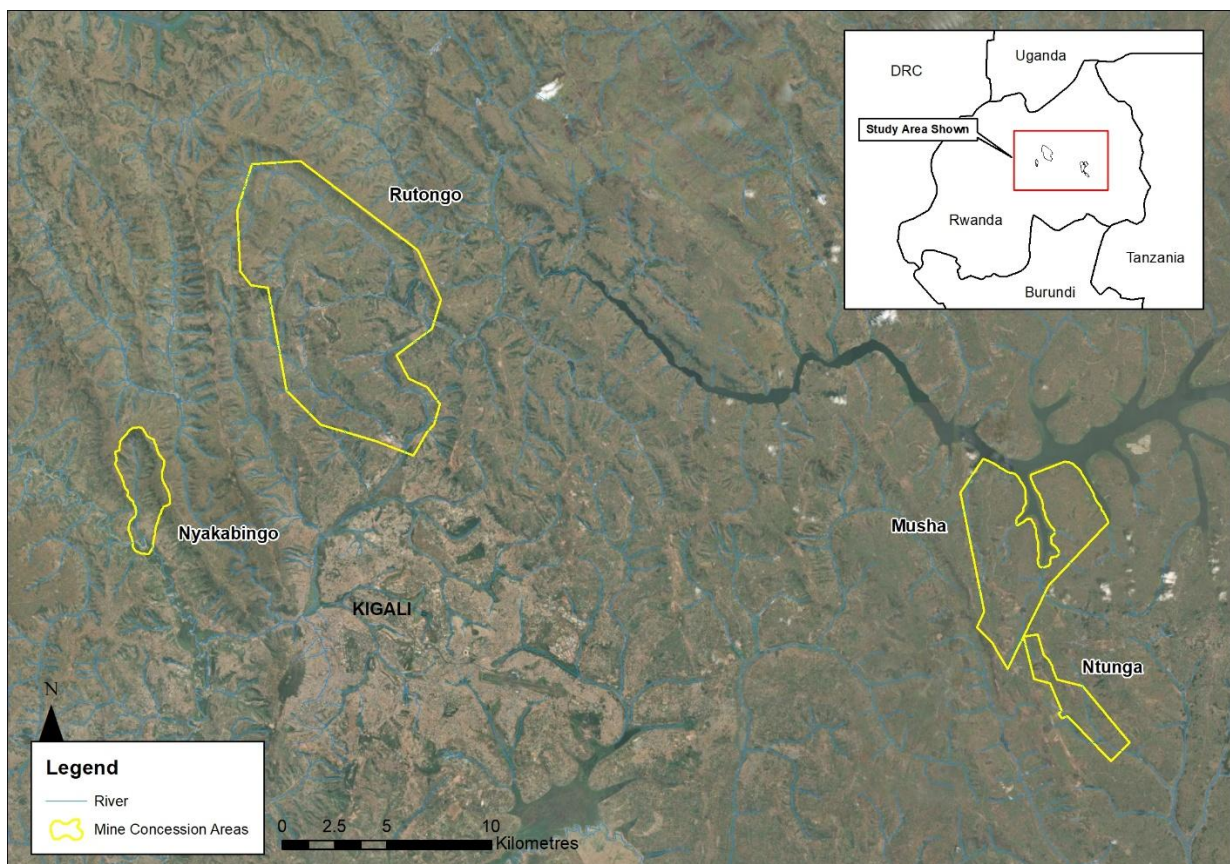 DRC
Uganda
Study Area Shown
Rwanda
Tanzania
Burundi
Rutongo
Nyakabingo
Musha
KIGALI
Ntunga
N
Legend
River
Mine Concession Areas
0 2.5 5 10
Kilometres